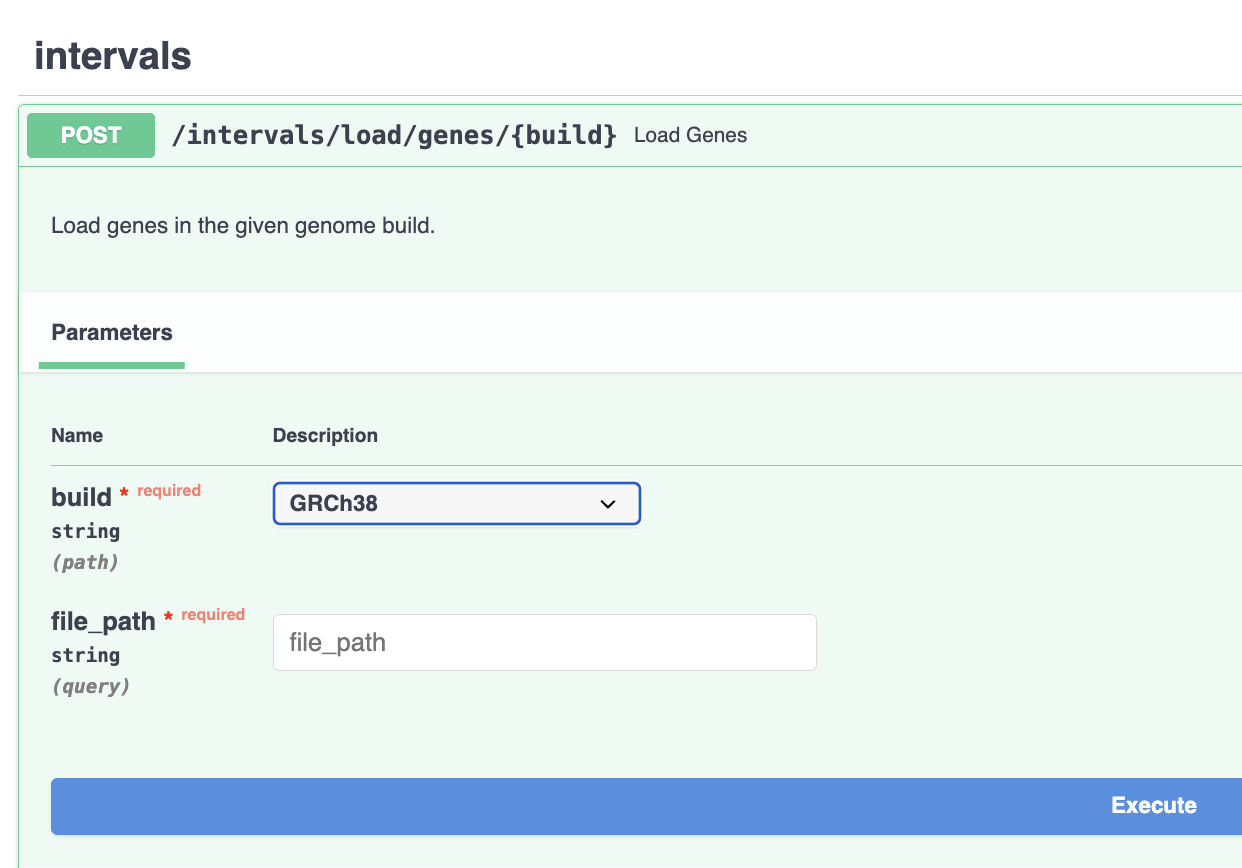 intervals
POST /intervals/load/genes/{build} Load Genes
Load genes in the given genome build.
Parameters
Name Description
build * required GRCh38
string
(path)
file_path * required file_path
string
(query)
Execute